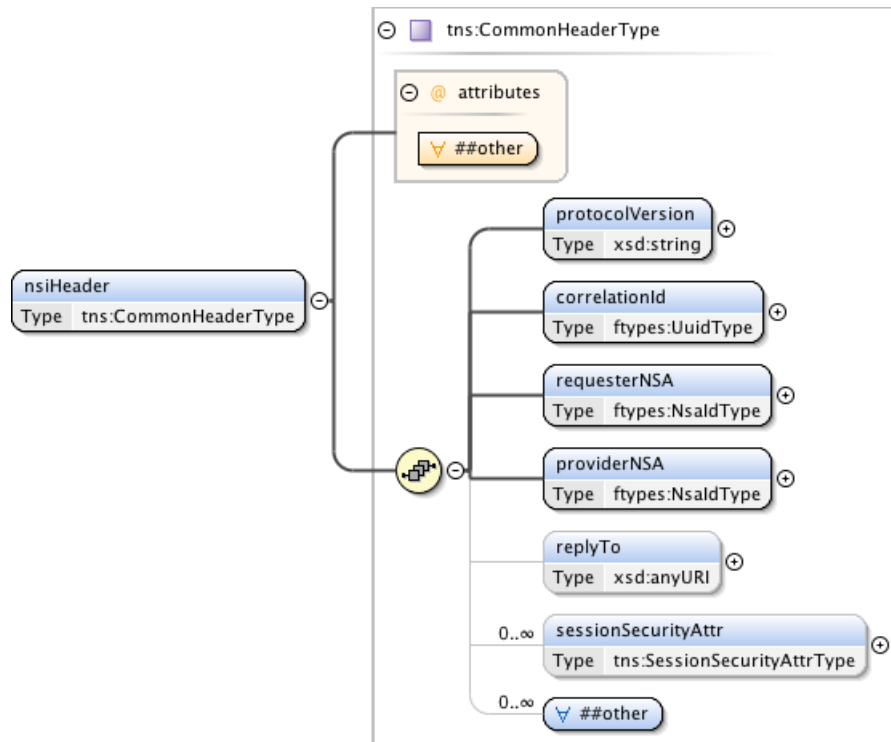 tns:CommonHeaderType
@ attributes
∀ ##other
protocolVersion
Type xsd:string
nsiHeader
Type tns:CommonHeaderType
correlationId
Type ftypes:UuidType
requesterNSA
Type ftypes:NsaIdType
providerNSA
Type ftypes:NsaIdType
replyTo
Type xsd:anyURI
0..∞
sessionSecurityAttr
Type tns:SessionSecurityAttrType
0..∞
∀ ##other